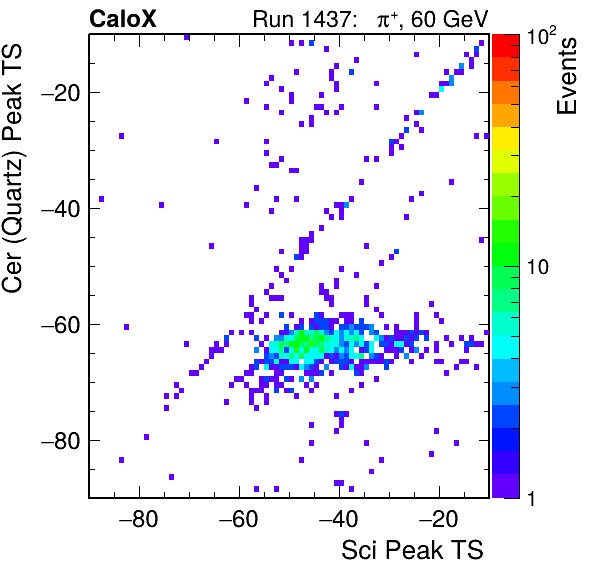 CaloX Run 1437: π⁺, 60 GeV
Cer (Quartz) Peak TS
−20
−40
−60
−80
−80 −60 −40 −20
Sci Peak TS
10²
10
1
Events